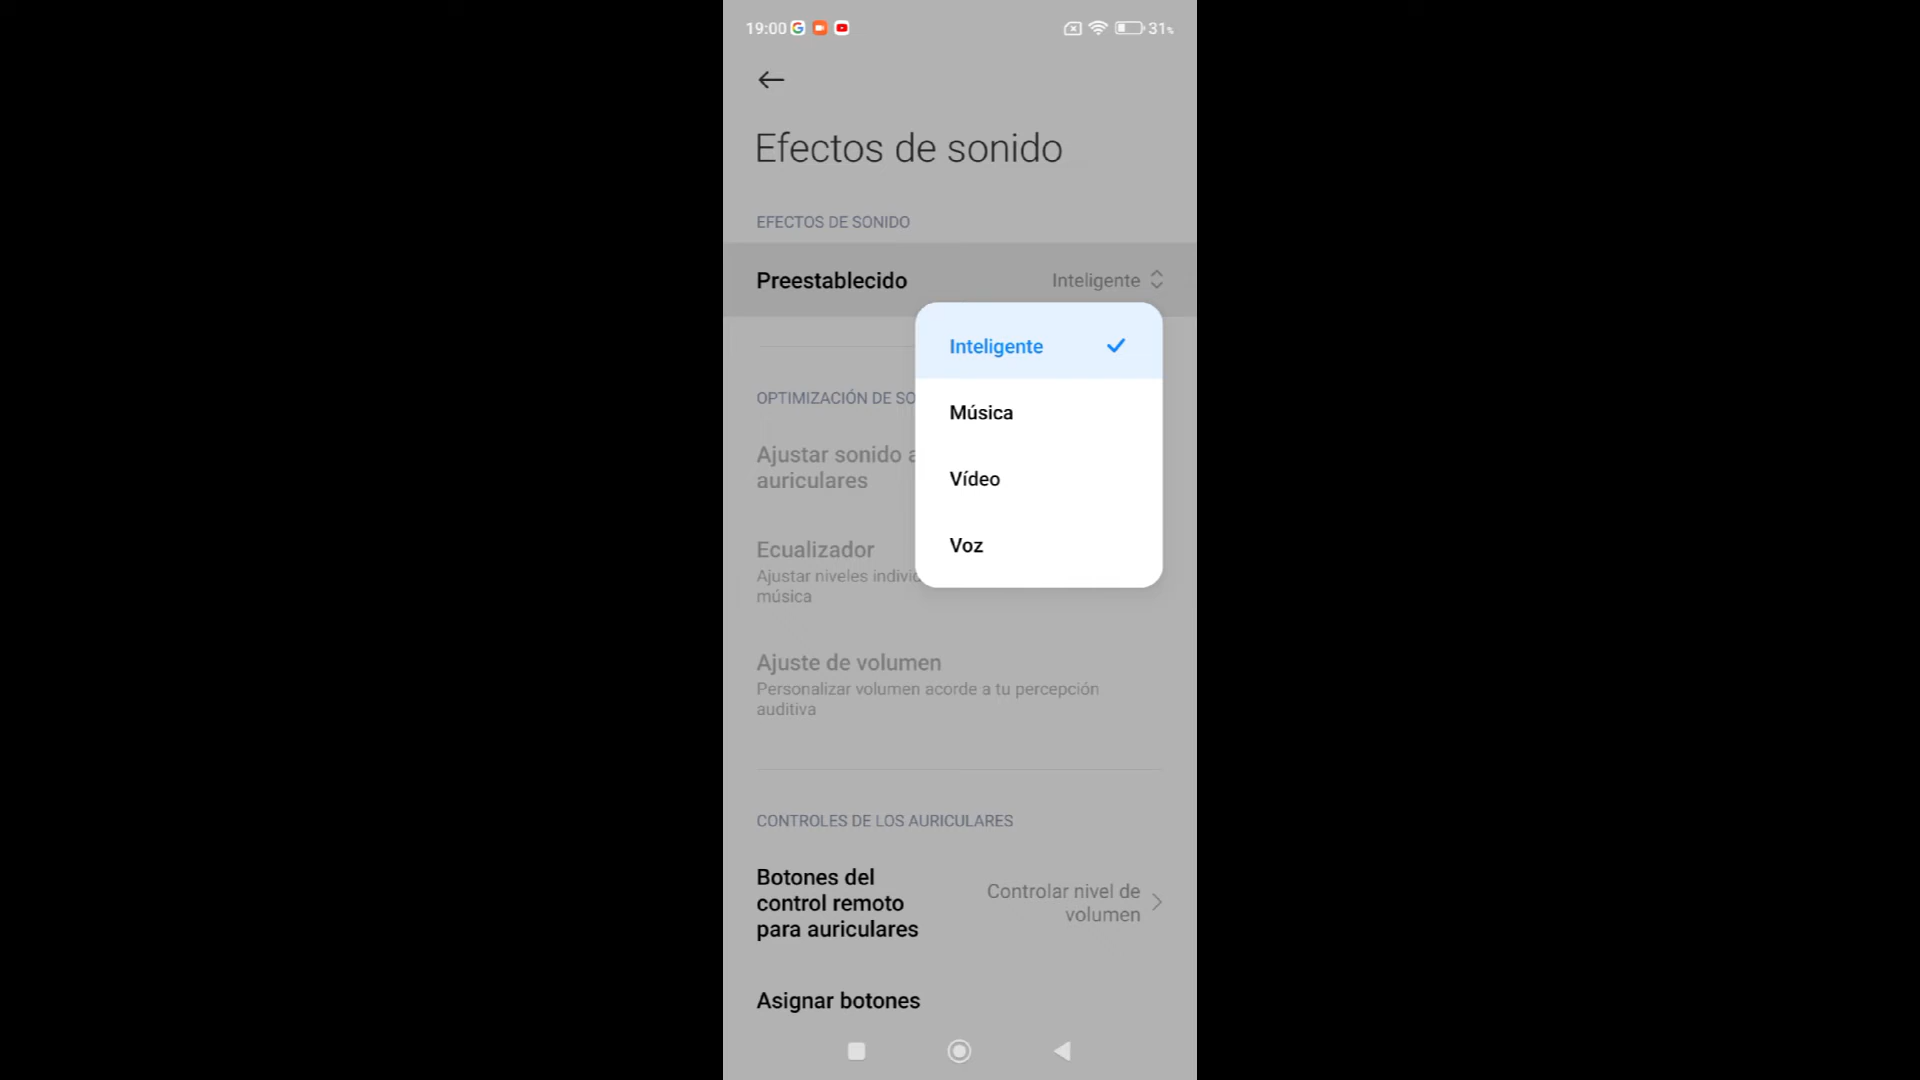 19:00
31%
Efectos de sonido
EFECTOS DE SONIDO
Preestablecido
Inteligente
Inteligente
Música
Vídeo
Voz
OPTIMIZACIÓN DE SO
Ajustar sonido a
auriculares
Ecualizador
Ajustar niveles indivi
música
Ajuste de volumen
Personalizar volumen acorde a tu percepción
auditiva
CONTROLES DE LOS AURICULARES
Botones del
control remoto
para auriculares
Controlar nivel de
volumen
Asignar botones